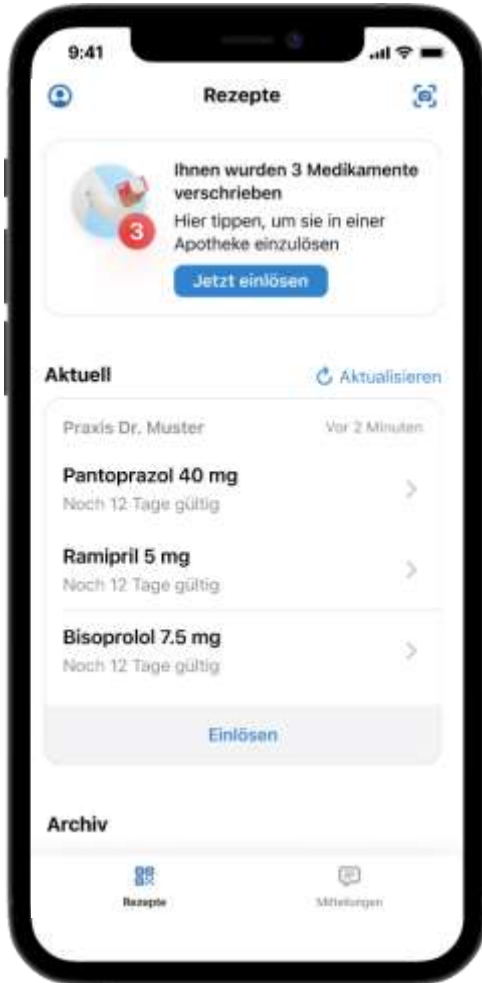 9:41
Rezepte
Ihnen wurden 3 Medikamente
verschrieben
Hier tippen, um sie in einer
Apotheke einzulösen
3
Jetzt einlösen
Aktuell
Aktualisieren
Praxis Dr. Muster
Vor 2 Minuten
Pantoprazol 40 mg
Noch 12 Tage gültig
Ramipril 5 mg
Noch 12 Tage gültig
Bisoprolol 7.5 mg
Noch 12 Tage gültig
Einlösen
Archiv
Rezepte
Mitteilungen